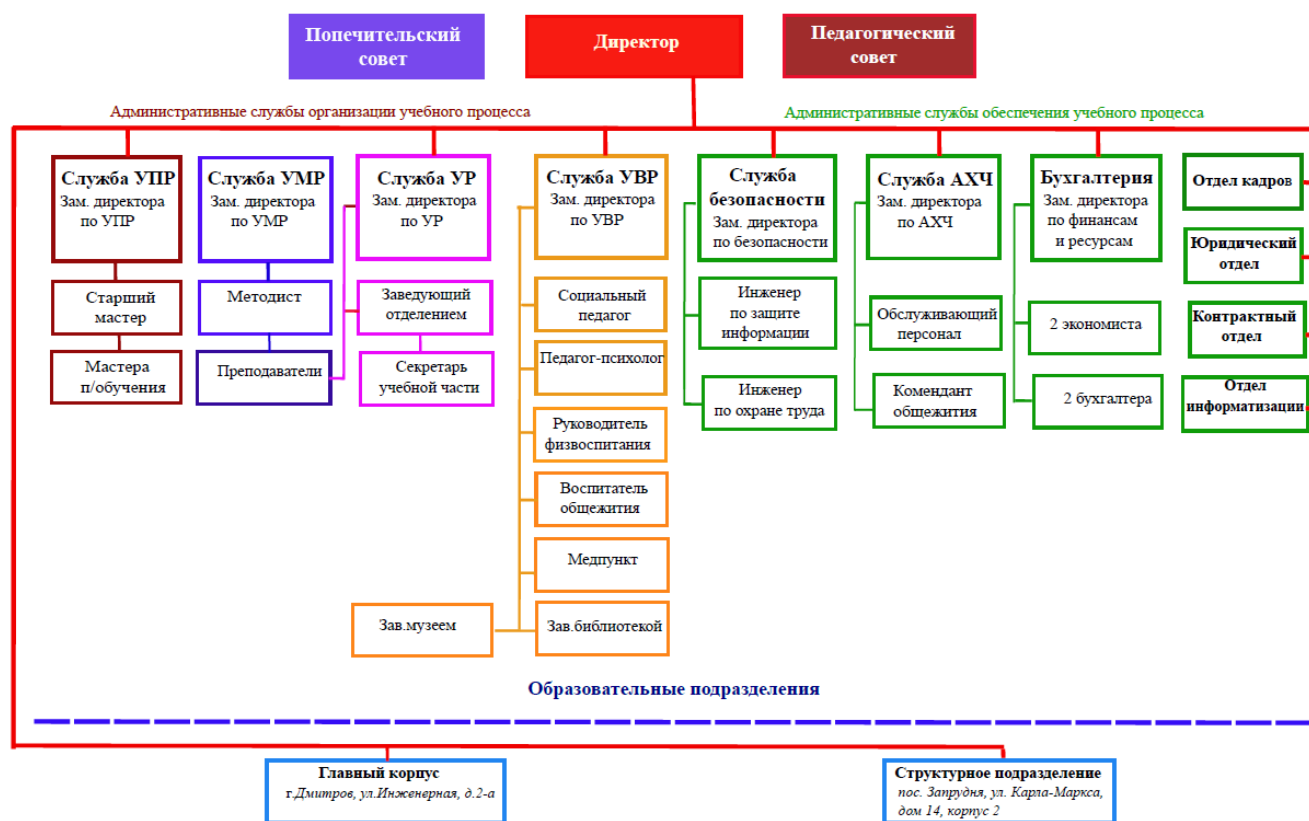 Попечительский
совет
Директор
Педагогический
совет
Административные службы организации учебного процесса
Административные службы обеспечения учебного процесса
Служба УПР
Зам. директора
по УПР
Старший
мастер
Мастера
п/обучения
Служба УМР
Зам. директора
по УМР
Методист
Преподаватели
Служба УР
Зам. директора
по УР
Заведующий
отделением
Секретарь
учебной части
Служба УВР
Зам. директора
по УВР
Социальный
педагог
Педагог-психолог
Руководитель
физвоспитания
Воспитатель
общежития
Медпункт
Зав.музеем
Зав.библиотекой
Служба
безопасности
Зам. директора
по безопасности
Инженер
по защите
информации
Инженер
по охране труда
Служба АХЧ
Зам. директора
по АХЧ
Обслуживающий
персонал
Комендант
общежития
Бухгалтерия
Зам. директора
по финансам
и ресурсам
2 экономиста
2 бухгалтера
Отдел кадров
Юридический
отдел
Контрактный
отдел
Отдел
информатизации
Образовательные подразделения
Главный корпус
г.Дмитров, ул.Инженерная, д.2-а
Структурное подразделение
пос. Запрудня, ул. Карла-Маркса,
дом 14, корпус 2